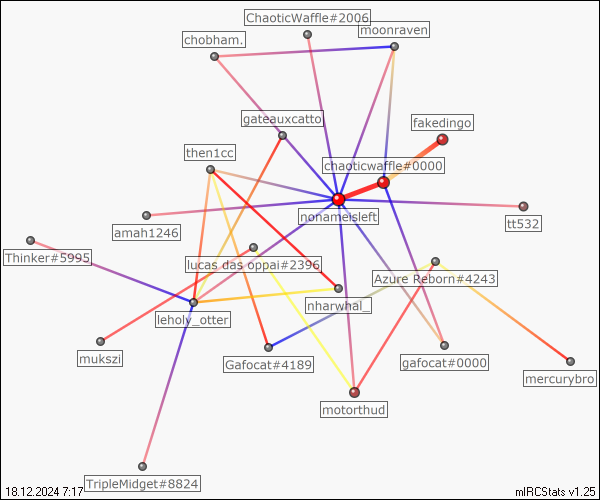 ChaoticWaffle#2006
moonraven
chobham.
gateauxcatto
fakedingo
then1cc
chaoticwaffle#0000
nonameisleft
tt532
amah1246
Thinker#5995
lucas das oppai#2396
Azure Reborn#4243
nharwhal_
leholy_otter
mukszi
Gafocat#4189
gafocat#0000
mercurybro
motorthud
TripleMidget#8824
18.12.2024 7:17
mIRCStats v1.25